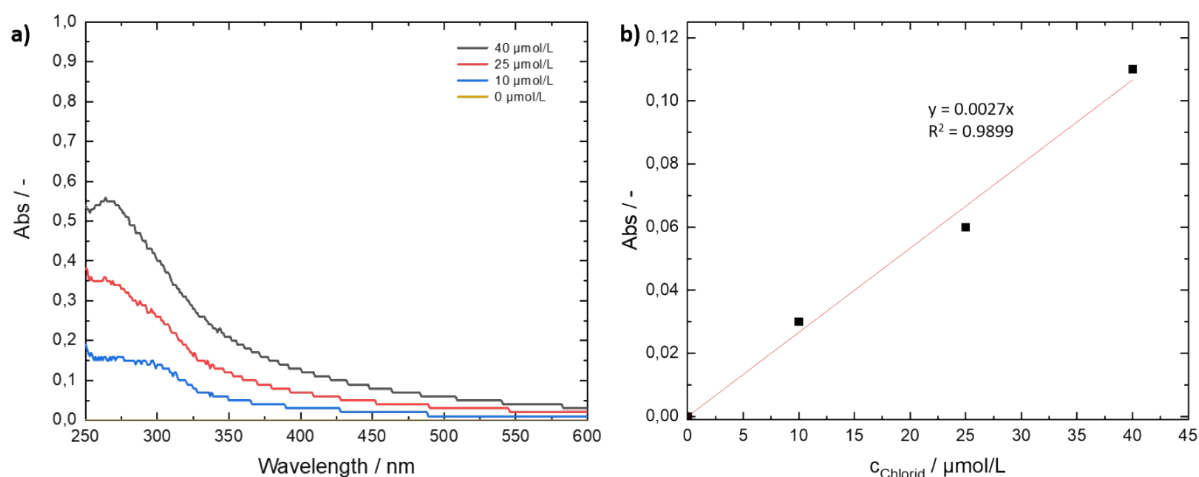 a)
1,0
0,9
0,8
0,7
0,6
0,5
0,4
0,3
0,2
0,1
0,0
Abs / -
40 µmol/L
25 µmol/L
10 µmol/L
0 µmol/L
250 300 350 400 450 500 550 600
Wavelength / nm
b)
0,12
0,10
0,08
0,06
0,04
0,02
0,00
Abs / -
y = 0.0027x
R² = 0.9899
0 5 10 15 20 25 30 35 40 45
cChlorid / µmol/L